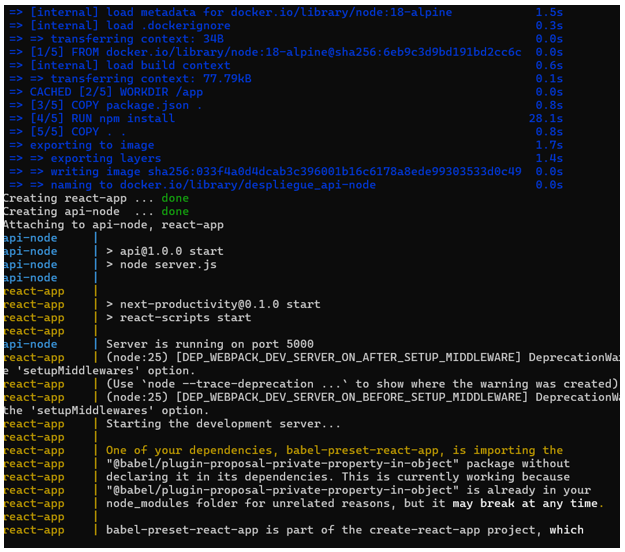 => [internal] load metadata for docker.io/library/node:18-alpine 1.5s
=> [internal] load .dockerignore 0.3s
=> => transferring context: 34B 0.0s
=> [1/5] FROM docker.io/library/node:18-alpine@sha256:6eb9c3d9bd191bd2cc6c 0.0s
=> [internal] load build context 0.6s
=> => transferring context: 77.79kB 0.1s
=> CACHED [2/5] WORKDIR /app 0.0s
=> [3/5] COPY package.json . 0.8s
=> [4/5] RUN npm install 28.1s
=> [5/5] COPY . . 0.8s
=> exporting to image 1.7s
=> => exporting layers 1.4s
=> => writing image sha256:033f4a0d4dcab3c396001b16c6178a8ede99303533d0c49 0.0s
=> => naming to docker.io/library/despliegue_api-node 0.0s
Creating react-app ... done
Creating api-node ... done
Attaching to api-node, react-app
api-node |
api-node | > api@1.0.0 start
api-node | > node server.js
api-node |
react-app |
react-app | > next-productivity@0.1.0 start
react-app | > react-scripts start
react-app |
api-node | Server is running on port 5000
react-app | (node:25) [DEP_WEBPACK_DEV_SERVER_ON_AFTER_SETUP_MIDDLEWARE] DeprecationWa
e 'setupMiddlewares' option.
react-app | (Use `node --trace-deprecation ...` to show where the warning was created)
react-app | (node:25) [DEP_WEBPACK_DEV_SERVER_ON_BEFORE_SETUP_MIDDLEWARE] DeprecationW
the 'setupMiddlewares' option.
react-app | Starting the development server...
react-app |
react-app | One of your dependencies, babel-preset-react-app, is importing the
react-app | "@babel/plugin-proposal-private-property-in-object" package without
react-app | declaring it in its dependencies. This is currently working because
react-app | "@babel/plugin-proposal-private-property-in-object" is already in your
react-app | node_modules folder for unrelated reasons, but it may break at any time.
react-app |
react-app | babel-preset-react-app is part of the create-react-app project, which